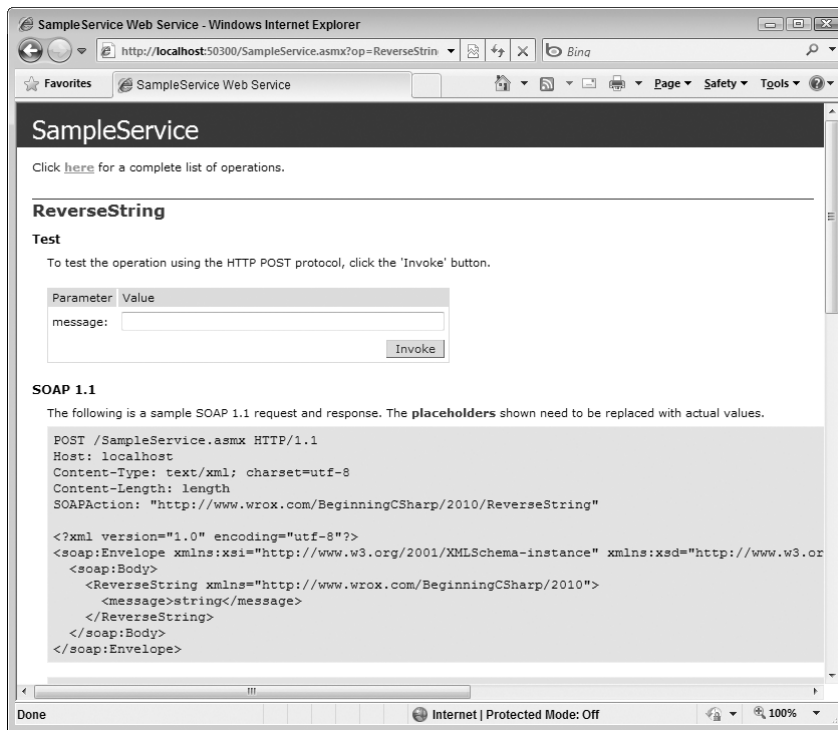 SampleService Web Service - Windows Internet Explorer
http://localhost:50300/SampleService.asmx?op=ReverseStrin
Bing
Favorites
SampleService Web Service
Page
Safety
Tools
SampleService
Click here for a complete list of operations.
ReverseString
Test
To test the operation using the HTTP POST protocol, click the 'Invoke' button.
Parameter Value
message:
Invoke
SOAP 1.1
The following is a sample SOAP 1.1 request and response. The placeholders shown need to be replaced with actual values.
POST /SampleService.asmx HTTP/1.1
Host: localhost
Content-Type: text/xml; charset=utf-8
Content-Length: length
SOAPAction: "http://www.wrox.com/BeginningCSharp/2010/ReverseString"
<?xml version="1.0" encoding="utf-8"?>
<soap:Envelope xmlns:xsi="http://www.w3.org/2001/XMLSchema-instance" xmlns:xsd="http://www.w3.or
<soap:Body>
<ReverseString xmlns="http://www.wrox.com/BeginningCSharp/2010">
<message>string</message>
</ReverseString>
</soap:Body>
</soap:Envelope>
Done
Internet | Protected Mode: Off
100%